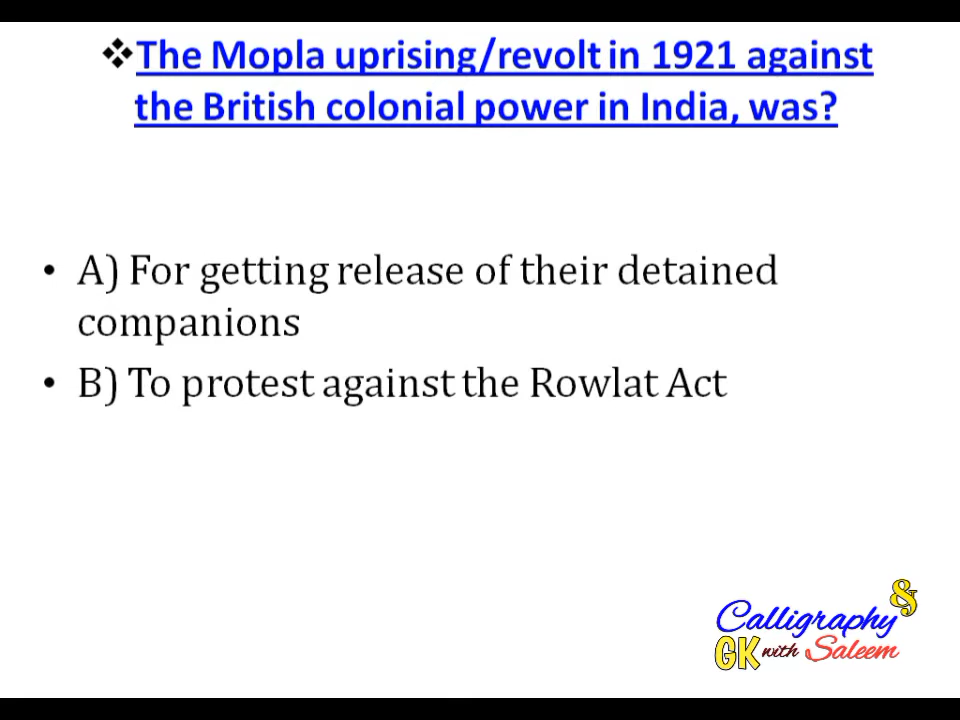 ❖The Mopla uprising/revolt in 1921 against
the British colonial power in India, was?
• A) For getting release of their detained
companions
• B) To protest against the Rowlat Act
Calligraphy &
GK with Saleem